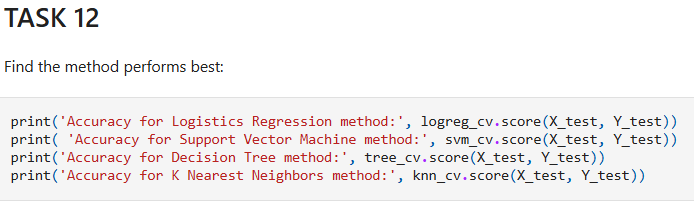 TASK 12
Find the method performs best:
print('Accuracy for Logistics Regression method:', logreg_cv.score(X_test, Y_test))
print( 'Accuracy for Support Vector Machine method:', svm_cv.score(X_test, Y_test))
print('Accuracy for Decision Tree method:', tree_cv.score(X_test, Y_test))
print('Accuracy for K Nearest Neighbors method:', knn_cv.score(X_test, Y_test))